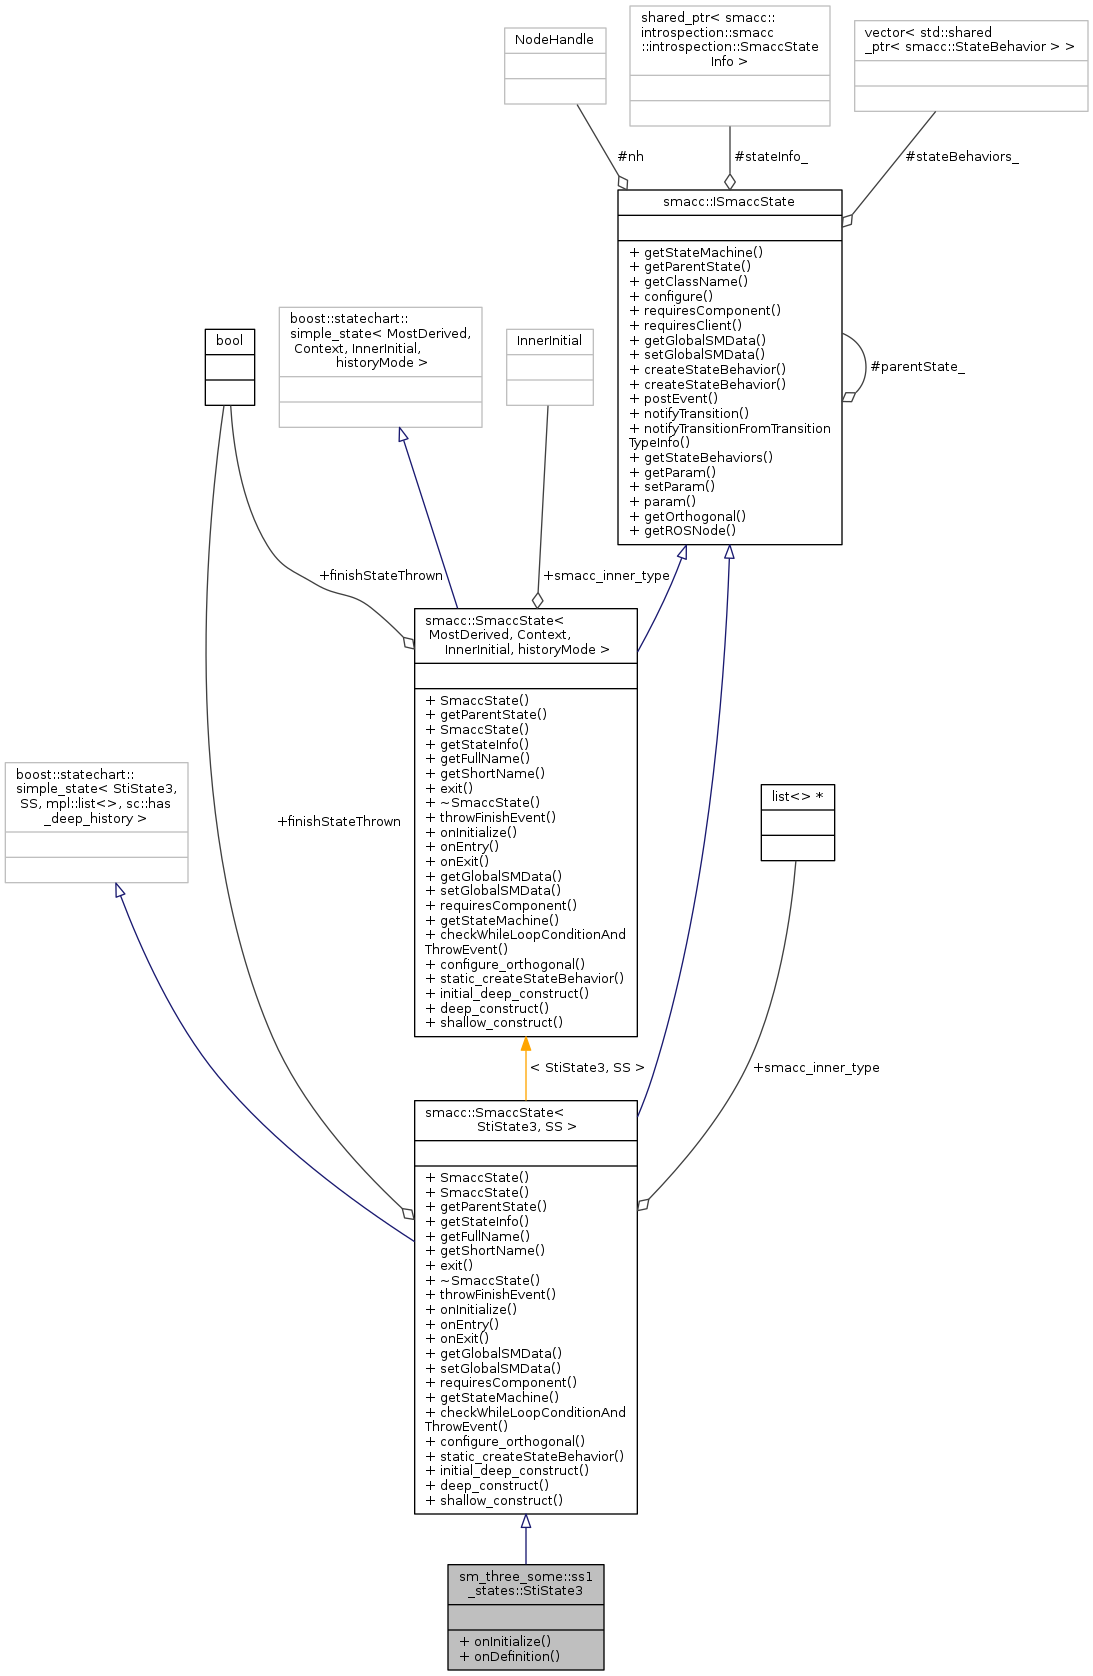 NodeHandle
shared_ptr< smacc::
introspection::smacc
::introspection::SmaccState
Info >
vector< std::shared
_ptr< smacc::StateBehavior > >
#nh
#stateInfo_
#stateBehaviors_
smacc::ISmaccState
+ getStateMachine()
+ getParentState()
+ getClassName()
+ configure()
+ requiresComponent()
+ requiresClient()
+ getGlobalSMData()
+ setGlobalSMData()
+ createStateBehavior()
+ createStateBehavior()
+ postEvent()
+ notifyTransition()
+ notifyTransitionFromTransition
TypeInfo()
+ getStateBehaviors()
+ getParam()
+ setParam()
+ param()
+ getOrthogonal()
+ getROSNode()
#parentState_
bool
boost::statechart::
simple_state< MostDerived,
Context, InnerInitial,
historyMode >
InnerInitial
+finishStateThrown
+smacc_inner_type
smacc::SmaccState<
MostDerived, Context,
InnerInitial, historyMode >
+ SmaccState()
+ getParentState()
+ SmaccState()
+ getStateInfo()
+ getFullName()
+ getShortName()
+ exit()
+ ~SmaccState()
+ throwFinishEvent()
+ onInitialize()
+ onEntry()
+ onExit()
+ getGlobalSMData()
+ setGlobalSMData()
+ requiresComponent()
+ getStateMachine()
+ checkWhileLoopConditionAnd
ThrowEvent()
+ configure_orthogonal()
+ static_createStateBehavior()
+ initial_deep_construct()
+ deep_construct()
+ shallow_construct()
boost::statechart::
simple_state< StiState3,
SS, mpl::list<>, sc::has
_deep_history >
+finishStateThrown
list<> *
< StiState3, SS >
+smacc_inner_type
smacc::SmaccState<
StiState3, SS >
+ SmaccState()
+ SmaccState()
+ getParentState()
+ getStateInfo()
+ getFullName()
+ getShortName()
+ exit()
+ ~SmaccState()
+ throwFinishEvent()
+ onInitialize()
+ onEntry()
+ onExit()
+ getGlobalSMData()
+ setGlobalSMData()
+ requiresComponent()
+ getStateMachine()
+ checkWhileLoopConditionAnd
ThrowEvent()
+ configure_orthogonal()
+ static_createStateBehavior()
+ initial_deep_construct()
+ deep_construct()
+ shallow_construct()
sm_three_some::ss1
_states::StiState3
+ onInitialize()
+ onDefinition()